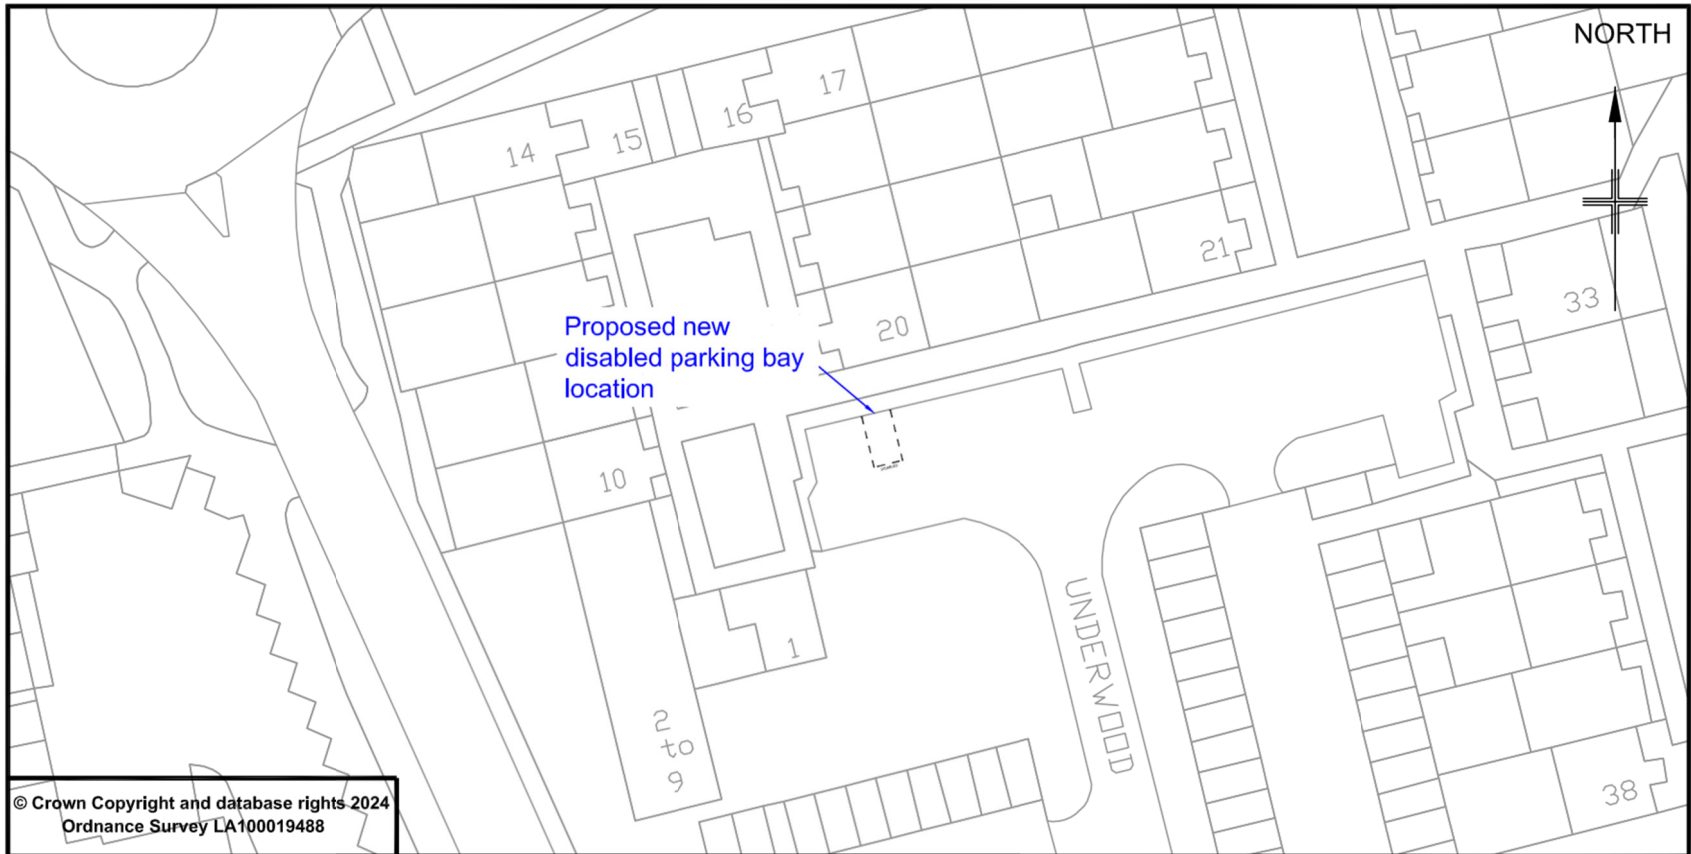 NORTH
17
16
15
14
21
33
20
Proposed new
disabled parking bay
location
10
UNDERWOOD
1
2
to
9
38
© Crown Copyright and database rights 2024
Ordnance Survey LA100019488